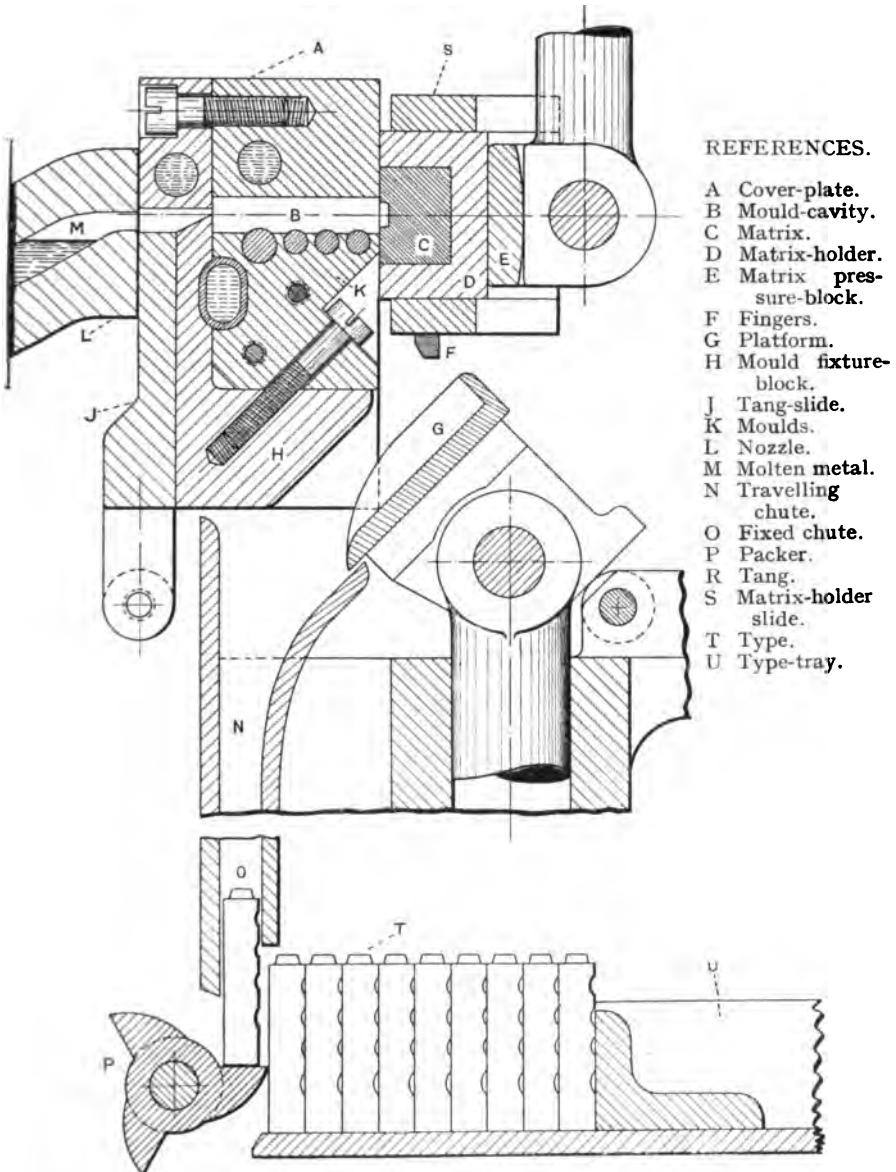 A
S
REFERENCES.
A Cover-plate.
B Mould-cavity.
C Matrix.
D Matrix-holder.
E Matrix pres-
sure-block.
F Fingers.
G Platform.
H Mould fixture-
block.
J Tang-slide.
K Moulds.
L Nozzle.
M Molten metal.
N Travelling
chute.
O Fixed chute.
P Packer.
R Tang.
S Matrix-holder
slide.
T Type.
U Type-tray.
M
B
C
E
D
K
L
F
J
G
H
N
O
T
U
P